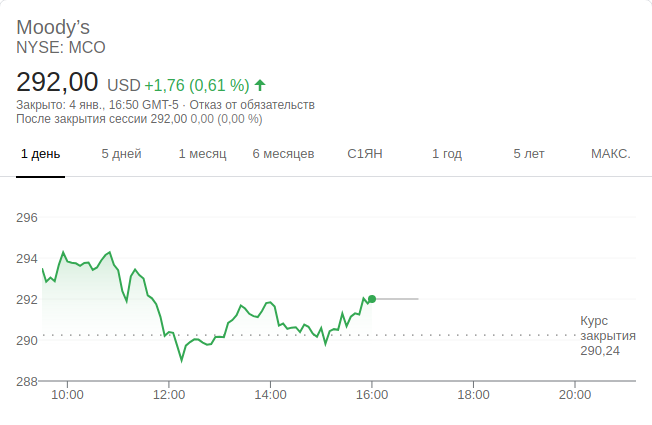 Moody’s
NYSE: MCO
292,00 USD +1,76 (0,61 %)
Закрыто: 4 янв., 16:50 GMT-5 · Отказ от обязательств
После закрытия сессии 292,00 0,00 (0,00 %)
1 день 5 дней 1 месяц 6 месяцев С1ЯН 1 год 5 лет МАКС.
296
294
292
290
288
Курс
закрытия
290,24
10:00 12:00 14:00 16:00 18:00 20:00